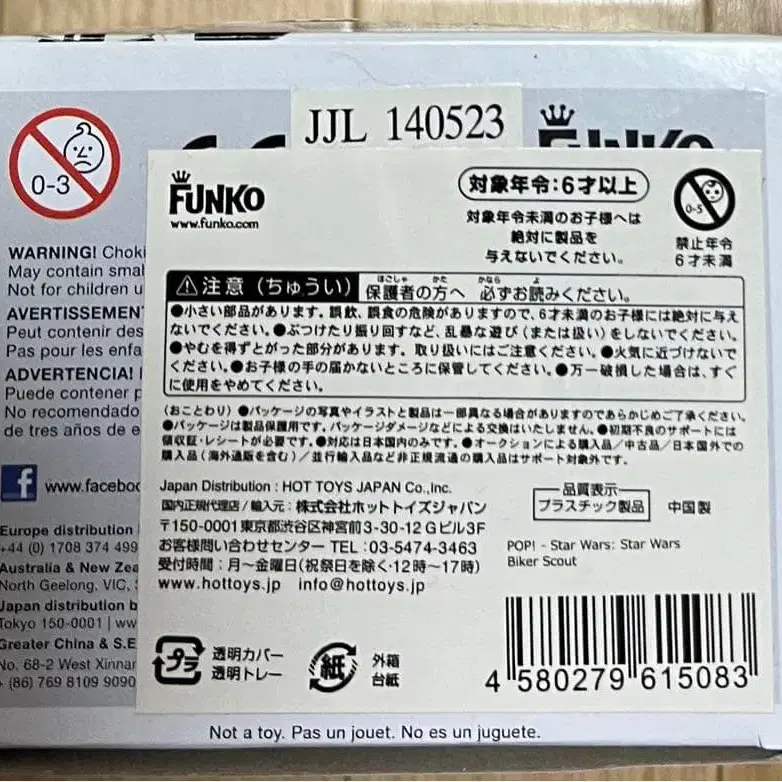 JJL 140523
0-3
WARNING! Choki
May contain smal
Not for children u
AVERTISSEMEN
Peut contenir des
Pas pour les enfa
ADVERTENCIA!
Puede contener p
No recomendado
de tres años de e
www.faceboo
Europe distribution
+44 (0) 1708 374 499
Australia & New Zea
North Geelong, VIC,
Japan distribution b
Tokyo 150-0001 | ww
Greater China & S.E
No. 68-2 West Xinnar
+ (86) 769 8109 9090
FUNKO
FUNKO
www.funko.com
対象年令:6才以上
対象年令未満のお子様へは
絶対に製品を
与えないでください。
0-5
禁止年令
6才未満
⚠注意(ちゅうい) 保護者の方へ 必ずお読みください。
ほごしゃ かた かなら よ
●小さい部品があります。誤飲、誤食の危険がありますので、6才未満のお子様には絶対に与え
ないでください。●ぶつけたり振り回すなど、乱暴な遊び(または扱い)をしないでください。
●やむを得ずとがった部分があります。取り扱いにはご注意ください。●火気に近づけないで
ください。●お子様の手の届かないところに保管してください。●万一破損した場合は、すぐ
に使用をやめてください。
(おことわり)●パッケージの写真やイラストと製品は一部異なる場合がありますのであらかじめご了承ください。
●パッケージは製品保護用です。パッケージダメージなどによる交換はいたしません。●初期不良のサポートには
領収証・レシートが必要です。●対応は日本国内のみです。●オークションによる購入品/中古品/日本国外での
購入品(海外通販を含む)/並行輸入品など非正規流通の購入品はサポート対象外です。
Japan Distribution : HOT TOYS JAPAN Co.,Inc.
国内正規代理店/輸入元:株式会社ホットトイズジャパン
〒150-0001東京都渋谷区神宮前3-30-12 Gビル3F
お客様問い合わせセンター TEL:03-5474-3463
受付時間:月〜金曜日(祝祭日を除く・12時〜17時)
www.hottoys.jp info@hottoys.jp
品質表示
プラスチック製品
中国製
POP! - Star Wars: Star Wars
Biker Scout
プラ
透明カバー
透明トレー
紙
外箱
台紙
4 580279 615083
Not a toy. Pas un jouet. No es un juguete.